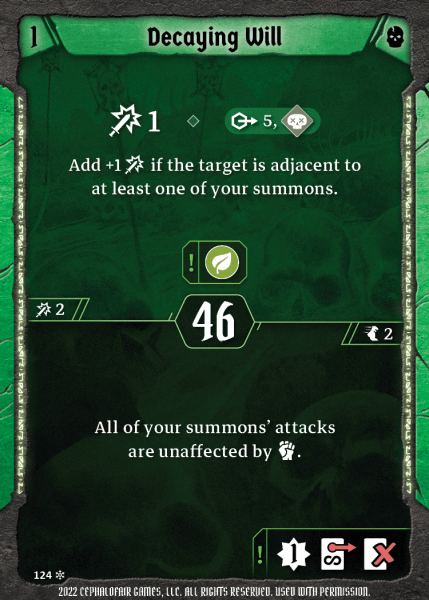 1
Decaying Will
1
5,
Add +1 if the target is adjacent to
at least one of your summons.
!
2
46
2
All of your summons’ attacks
are unaffected by .
! 1
124
2022 CEPHALOFAIR GAMES, LLC. ALL RIGHTS RESERVED. USED WITH PERMISSION.